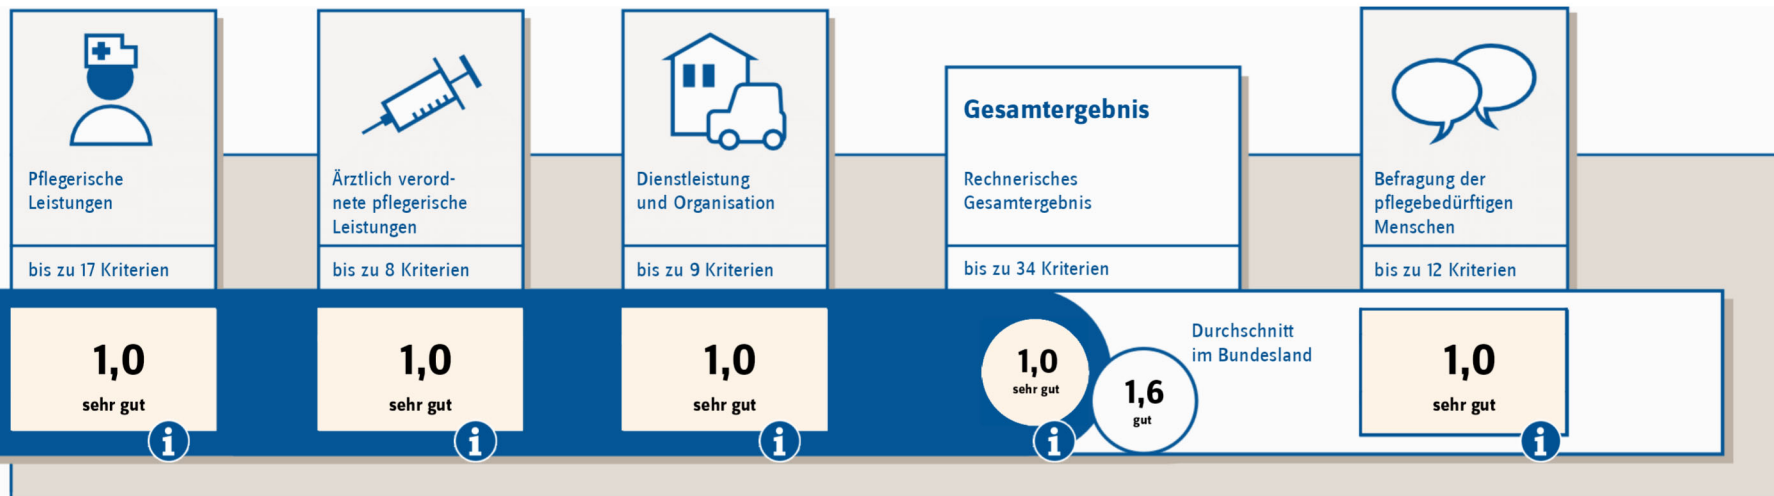 Pflegerische
Leistungen
bis zu 17 Kriterien
1,0
sehr gut
i
Ärztlich verord-
nete pflegerische
Leistungen
bis zu 8 Kriterien
1,0
sehr gut
i
Dienstleistung
und Organisation
bis zu 9 Kriterien
1,0
sehr gut
i
Gesamtergebnis
Rechnerisches
Gesamtergebnis
bis zu 34 Kriterien
1,0
sehr gut
i
1,6
gut
Durchschnitt
im Bundesland
Befragung der
pflegebedürftigen
Menschen
bis zu 12 Kriterien
1,0
sehr gut
i